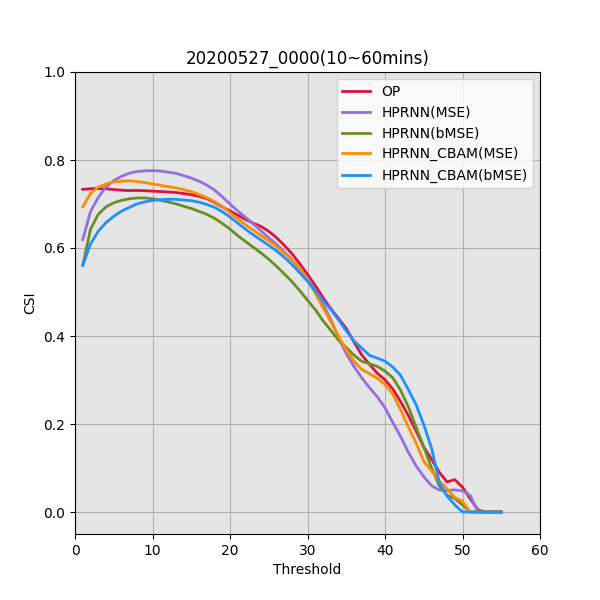 20200527_0000(10~60mins)
OP
HPRNN(MSE)
HPRNN(bMSE)
HPRNN_CBAM(MSE)
HPRNN_CBAM(bMSE)
1.0
0.8
0.6
0.4
0.2
0.0
CSI
0 10 20 30 40 50 60
Threshold